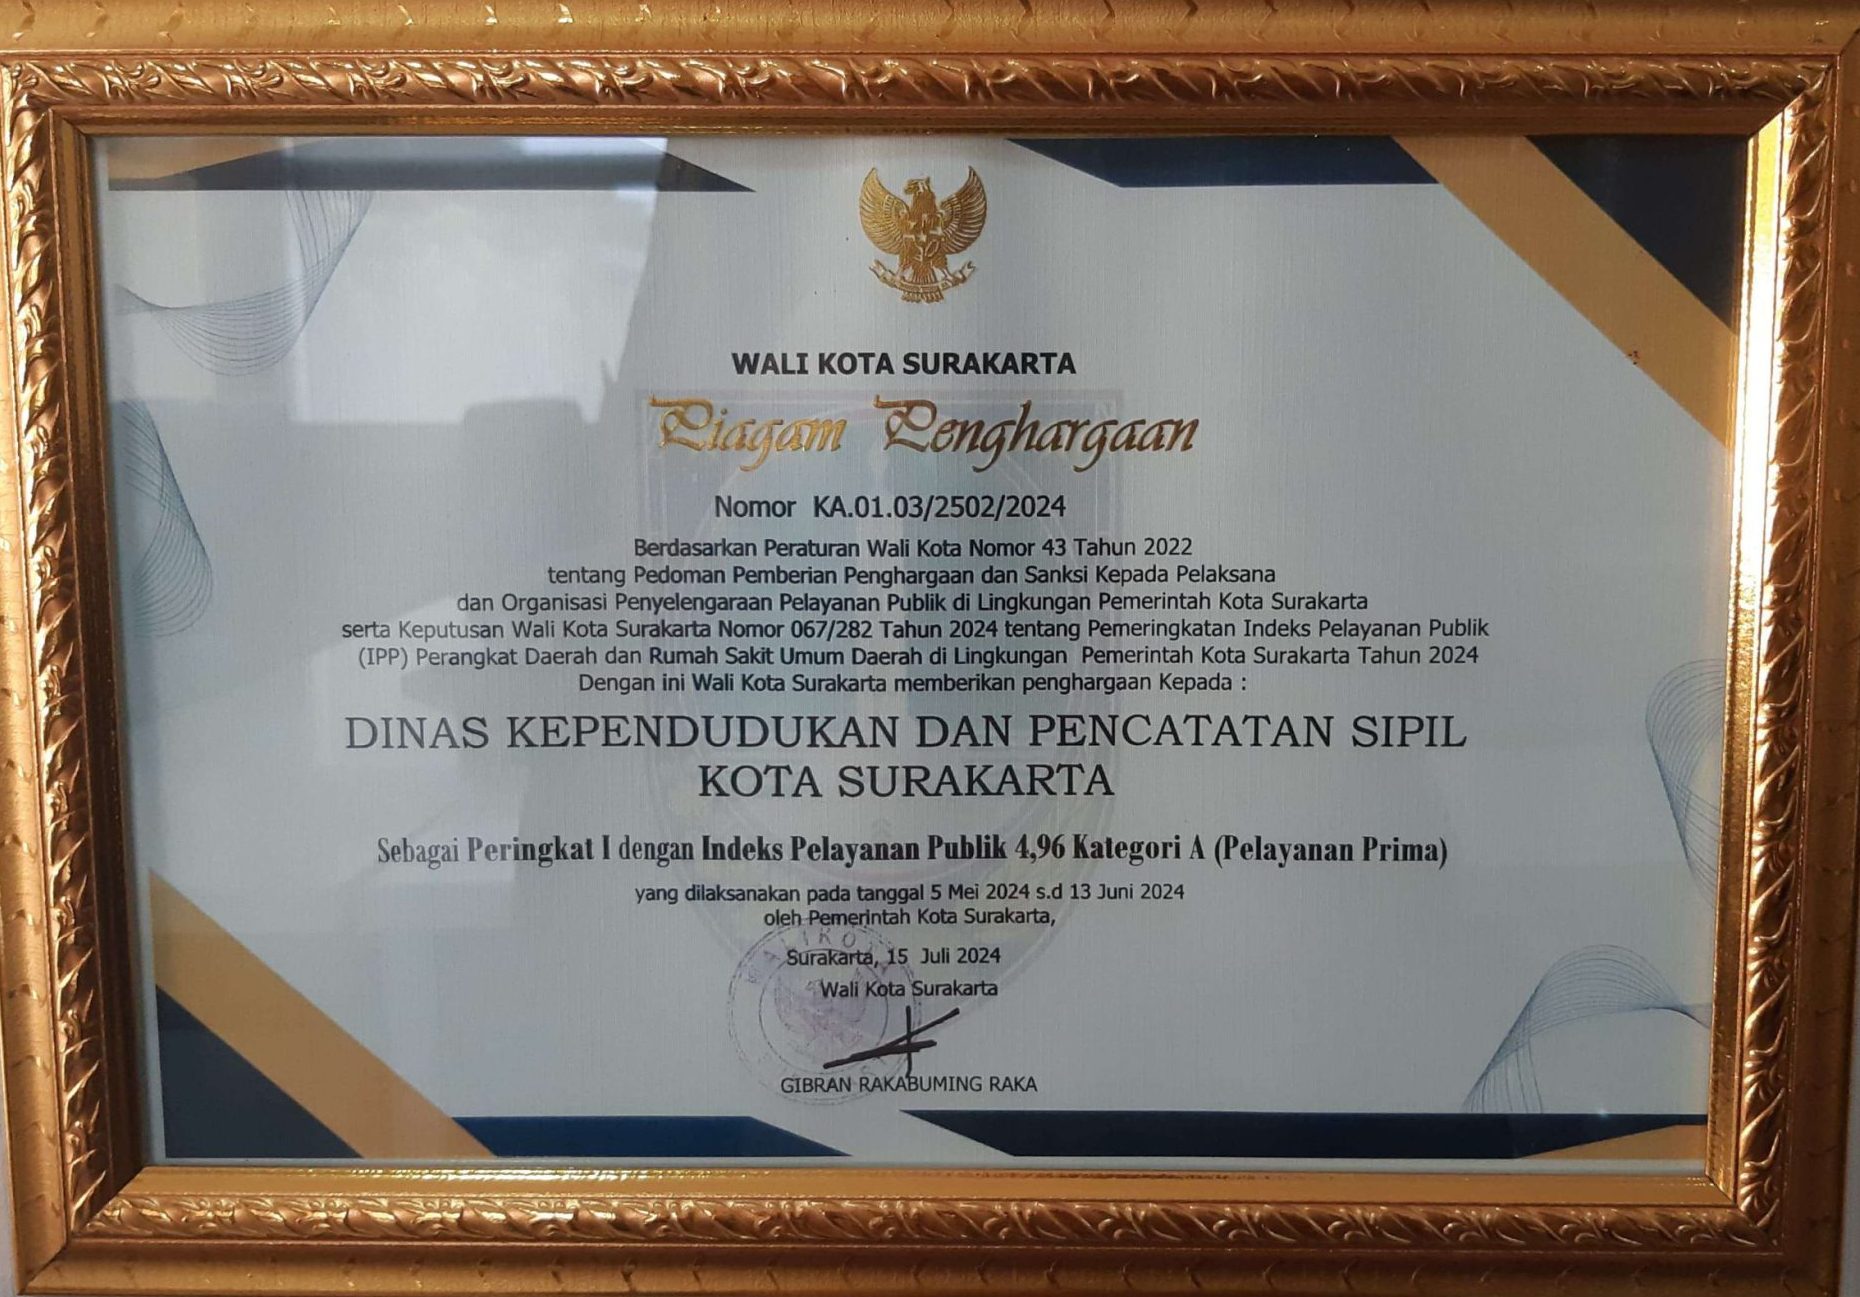 WALI KOTA SURAKARTA
Piagam Penghargaan
Nomor KA.01.03/2502/2024
Berdasarkan Peraturan Wali Kota Nomor 43 Tahun 2022
tentang Pedoman Pemberian Penghargaan dan Sanksi Kepada Pelaksana
dan Organisasi Penyelengaraan Pelayanan Publik di Lingkungan Pemerintah Kota Surakarta
serta Keputusan Wali Kota Surakarta Nomor 067/282 Tahun 2024 tentang Pemeringkatan Indeks Pelayanan Publik
(IPP) Perangkat Daerah dan Rumah Sakit Umum Daerah di Lingkungan Pemerintah Kota Surakarta Tahun 2024
Dengan ini Wali Kota Surakarta memberikan penghargaan Kepada :
DINAS KEPENDUDUKAN DAN PENCATATAN SIPIL
KOTA SURAKARTA
Sebagai Peringkat I dengan Indeks Pelayanan Publik 4,96 Kategori A (Pelayanan Prima)
yang dilaksanakan pada tanggal 5 Mei 2024 s.d 13 Juni 2024
oleh Pemerintah Kota Surakarta,
Surakarta, 15 Juli 2024
Wali Kota Surakarta
GIBRAN RAKABUMING RAKA